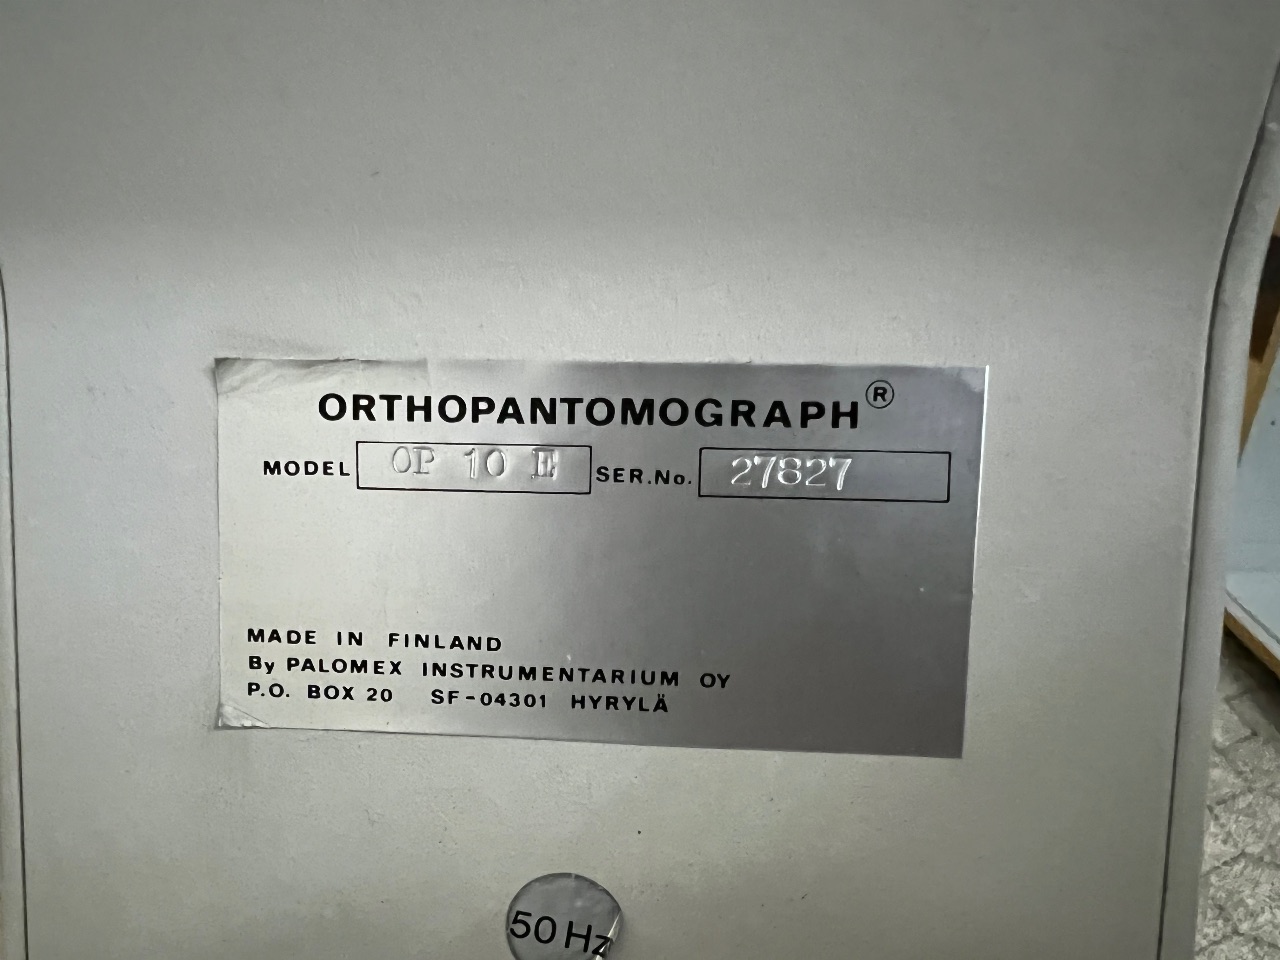 ORTHOPANTOMOGRAPH®
MODEL OP 10 E SER.No. 27827
MADE IN FINLAND
By PALOMEX INSTRUMENTARIUM OY
P.O. BOX 20 SF-04301 HYRYLÄ
50 Hz